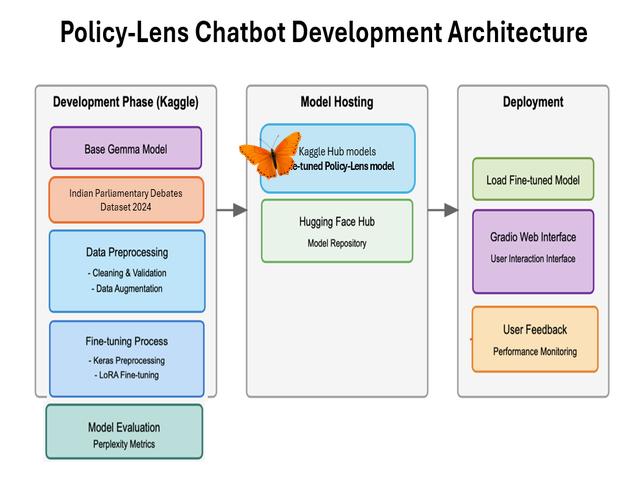 Policy-Lens Chatbot Development Architecture
Development Phase (Kaggle)
Base Gemma Model
Indian Parliamentary Debates
Dataset 2024
Data Preprocessing
- Cleaning & Validation
- Data Augmentation
Fine-tuning Process
- Keras Preprocessing
- LoRA Fine-tuning
Model Evaluation
Perplexity Metrics
Model Hosting
Kaggle Hub models
e-tuned Policy-Lens model
Hugging Face Hub
Model Repository
Deployment
Load Fine-tuned Model
Gradio Web Interface
User Interaction Interface
User Feedback
Performance Monitoring